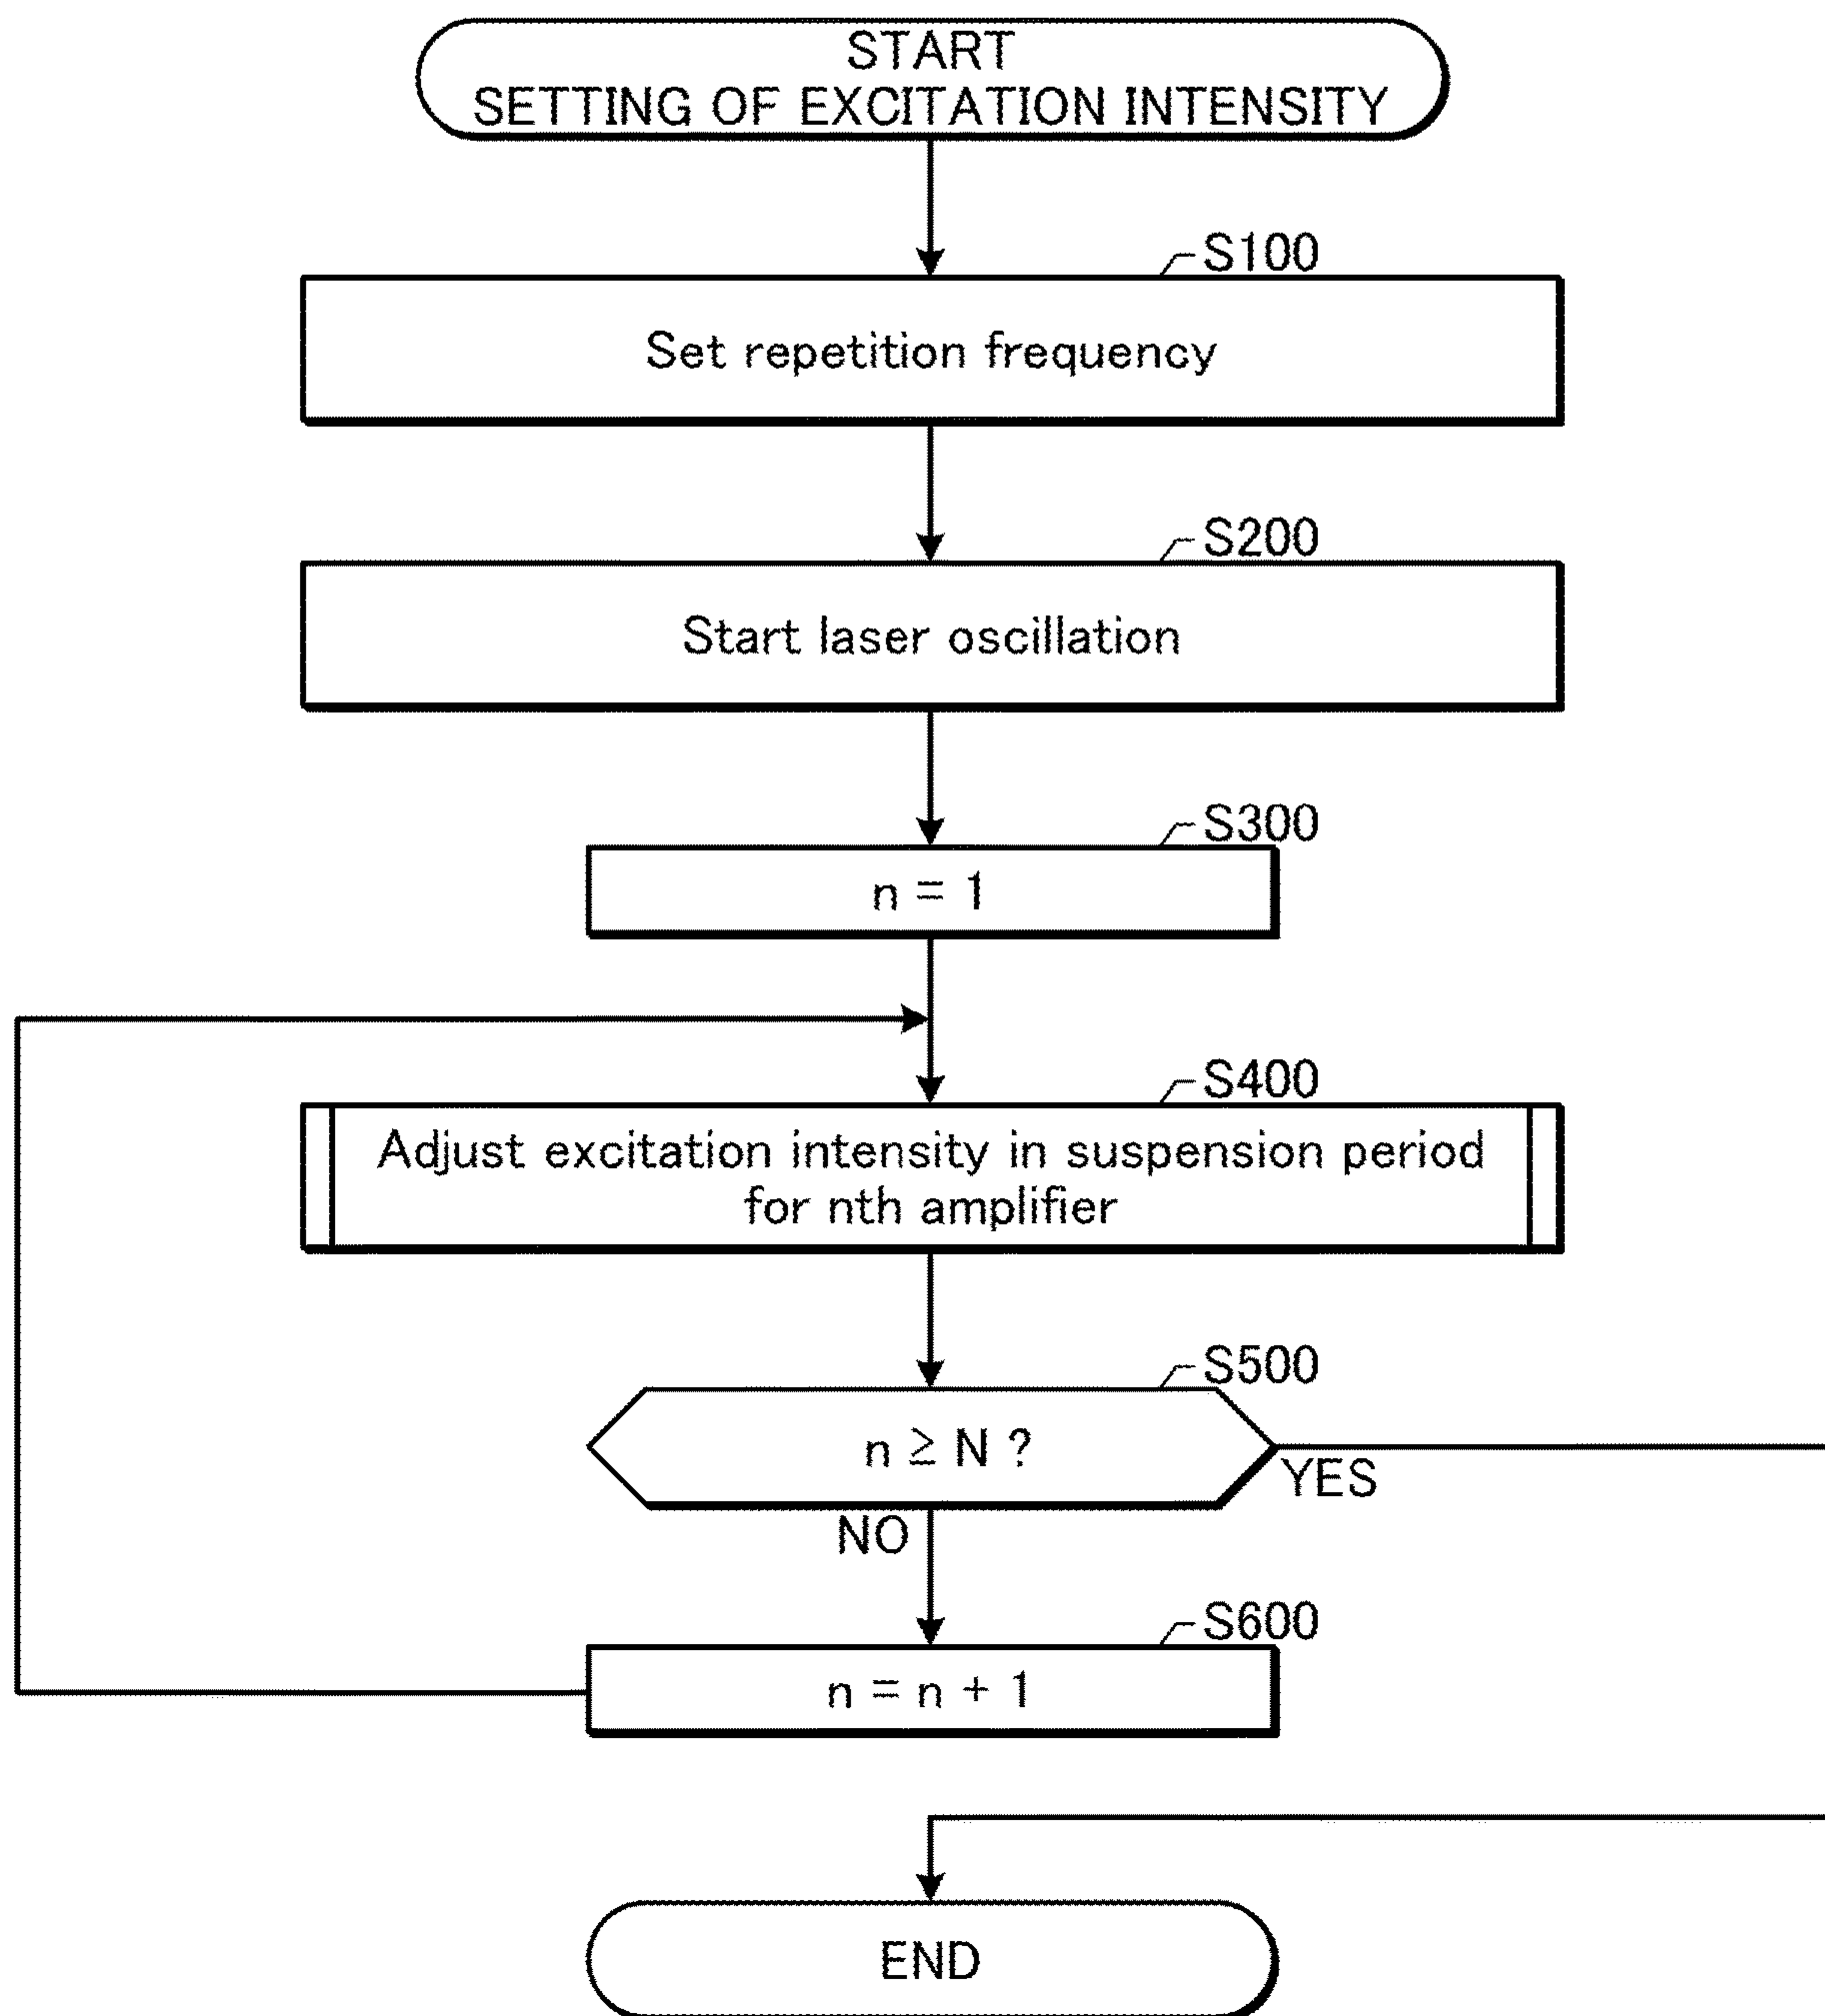 START
SETTING OF EXCITATION INTENSITY
S100
Set repetition frequency
S200
Start laser oscillation
S300
n = 1
S400
Adjust excitation intensity in suspension period
for nth amplifier
S500
n ≥ N ?
YES
NO
S600
n = n + 1
END